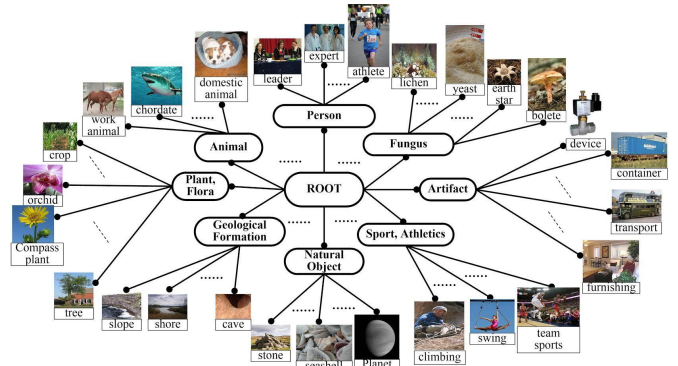 expert
athlete
leader
lichen
yeast
earth
star
bolete
domestic
animal
chordate
work
animal
crop
orchid
Compass
plant
tree
Person
Animal
Fungus
Plant,
Flora
ROOT
Artifact
device
container
transport
furnishing
Geological
Formation
Natural
Object
Sport, Athletics
slope
shore
cave
stone
seashell
Planet
climbing
swing
team
sports